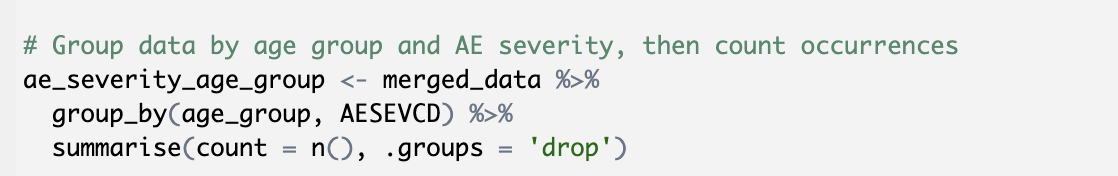 # Group data by age group and AE severity, then count occurrences
ae_severity_age_group <- merged_data %>%
  group_by(age_group, AESEVCD) %>%
  summarise(count = n(), .groups = 'drop')